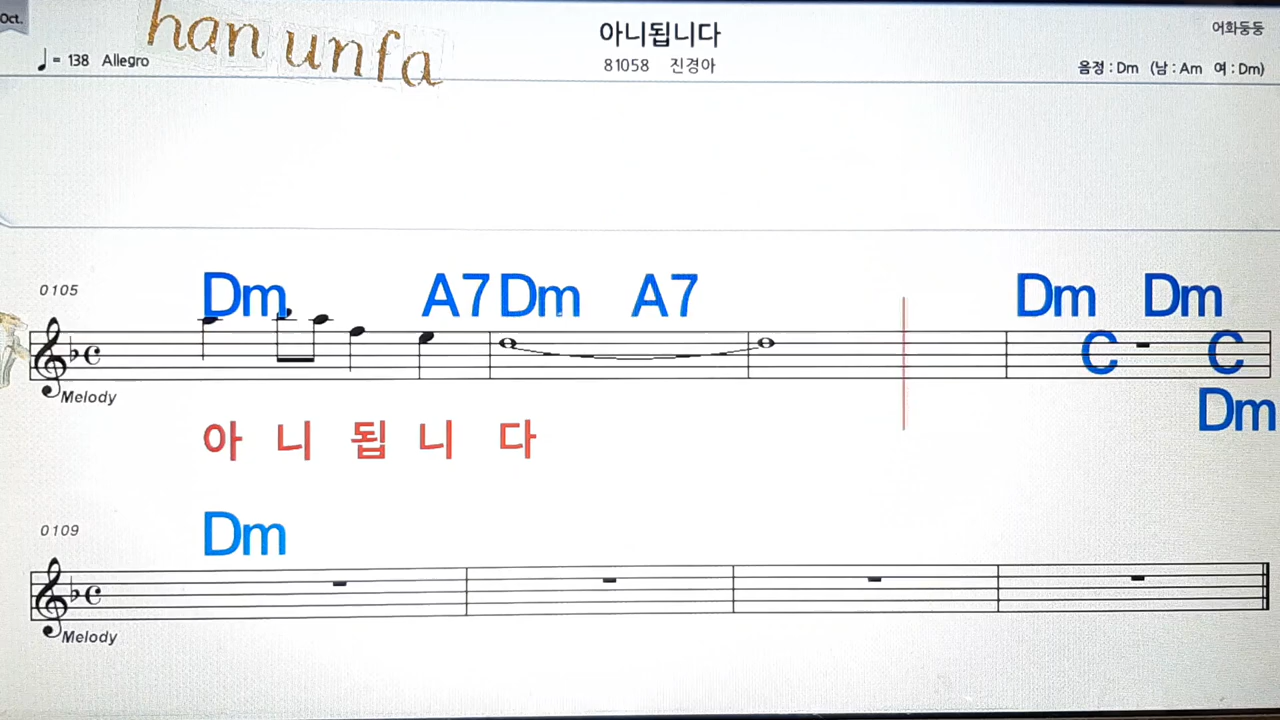 Oct.
han unfa
아니됩니다
어화둥둥
♩= 138 Allegro
81058 진경아
음정 : Dm (남 : Am 여 : Dm)
0105
Dm A7 Dm A7 Dm Dm
C C
Melody
Dm
아 니 됩 니 다
0109
Dm
Melody